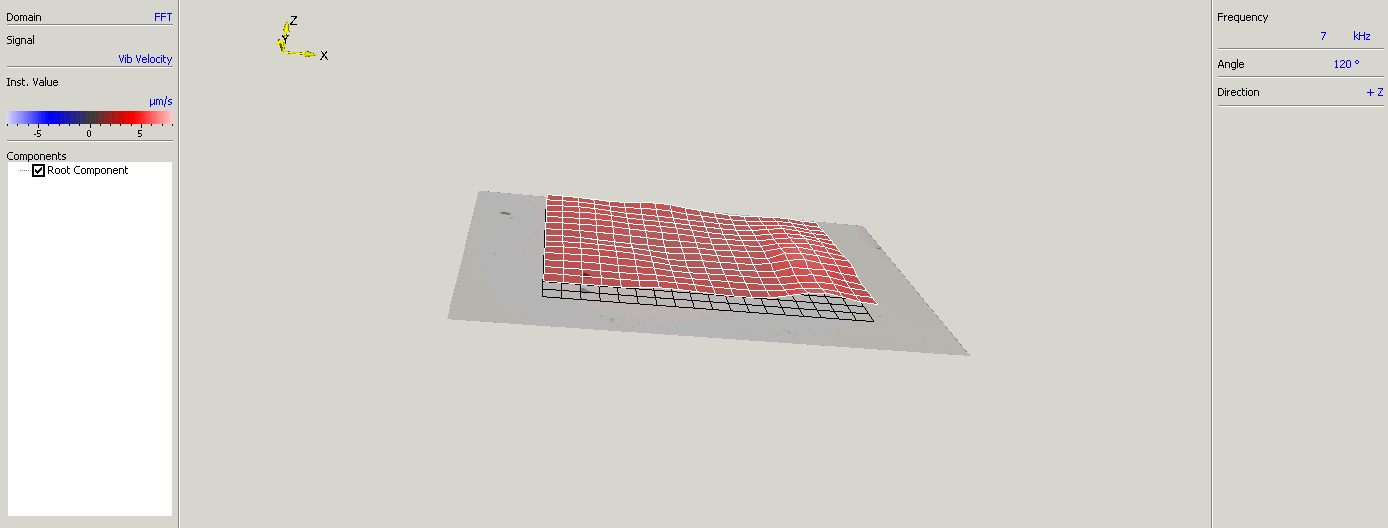 Domain FFT
Signal
Vib Velocity
Inst. Value
µm/s
-5 0 5
Components
Root Component
Z
Y
X
Frequency
7 kHz
Angle 120 °
Direction + Z